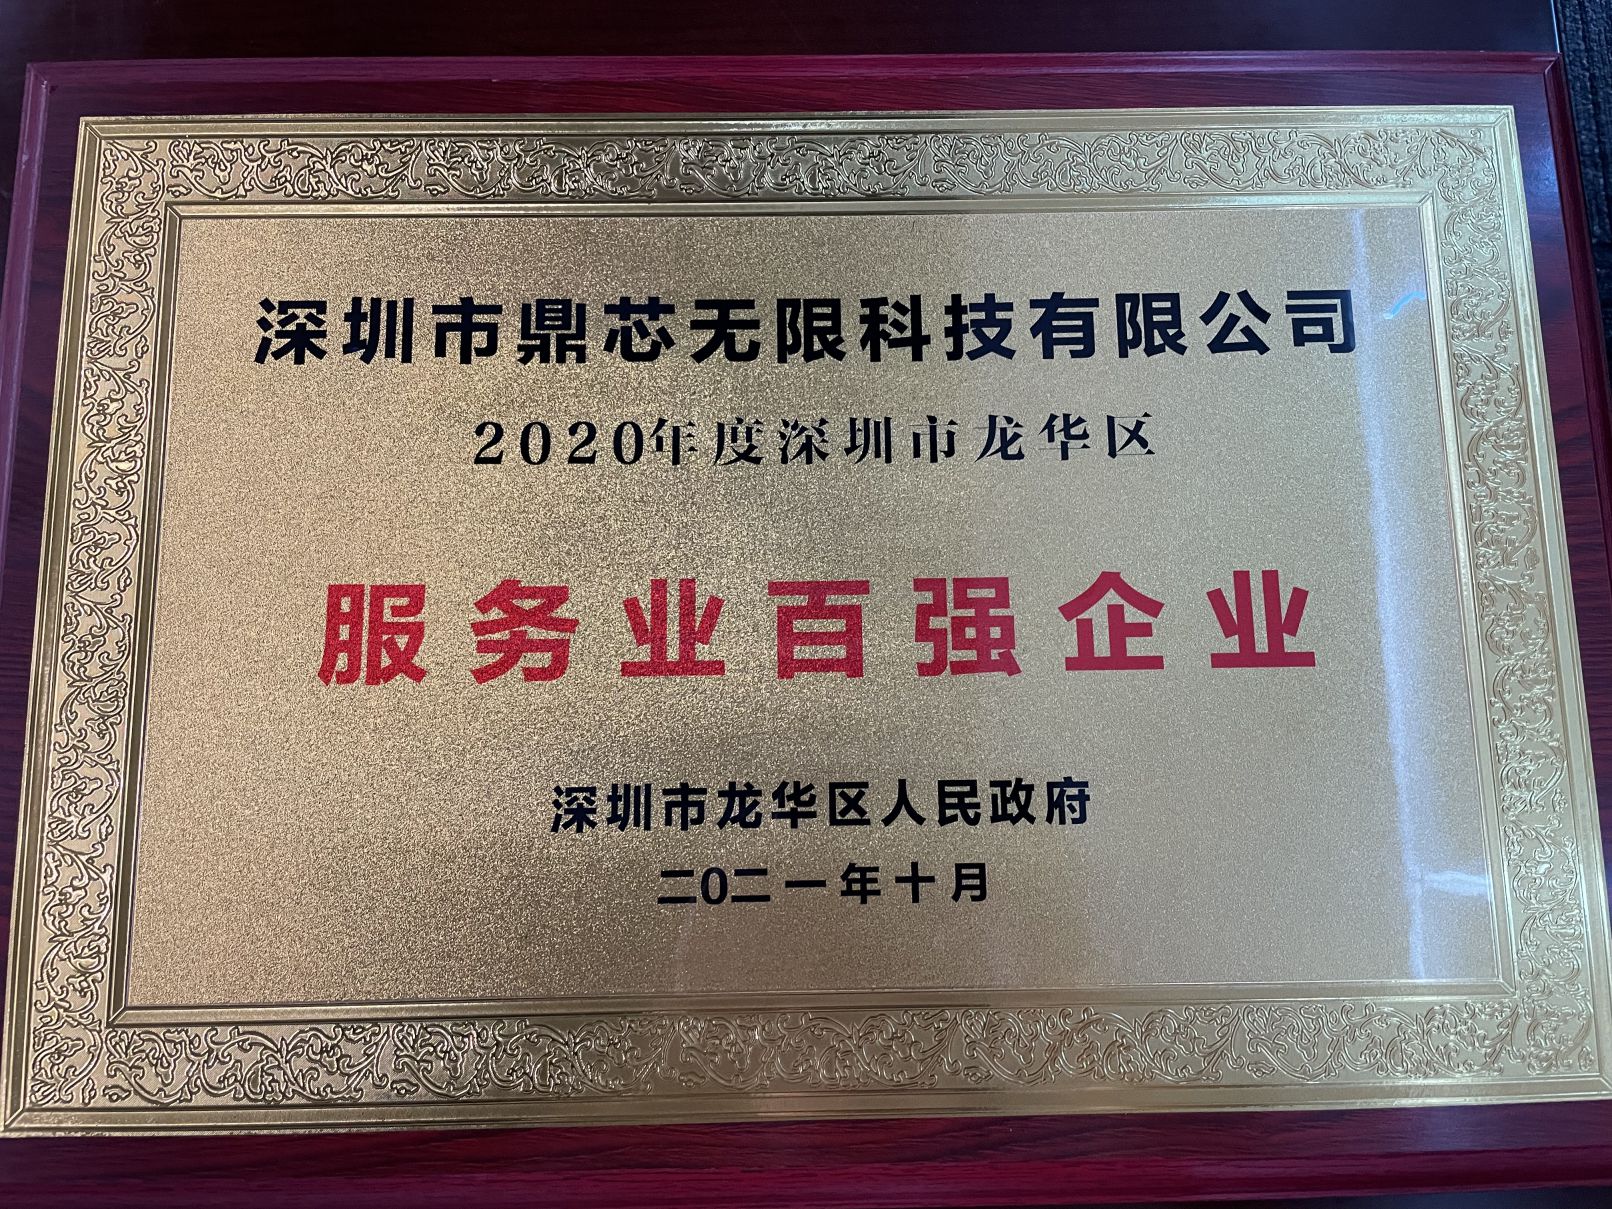 深圳市鼎芯无限科技有限公司
2020年度深圳市龙华区
服务业百强企业
深圳市龙华区人民政府
二0二一年十月